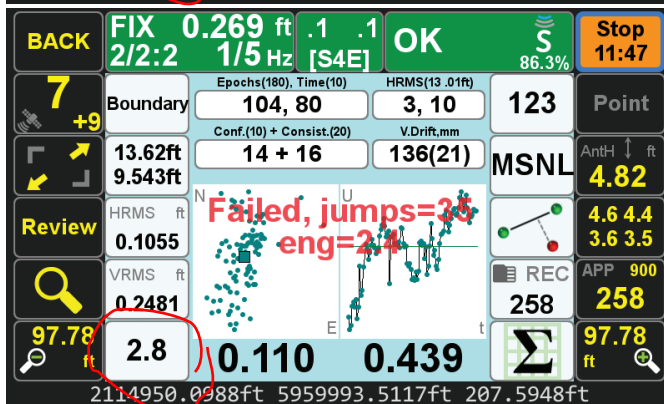 BACK
FIX 0.269 ft .1 .1
2/2:2 1/5 Hz [S4E]
OK
S
86.3%
Stop
11:47
7
+9
Boundary
Epochs(180), Time(10)
104, 80
HRMS(13 .01ft)
3, 10
123
Point
13.62ft
9.543ft
Conf.(10) + Consist.(20)
14 + 16
V.Drift,mm
136(21)
MSNL
AntH ft
4.82
Review
HRMS ft
0.1055
N
U
Failed, jumps=35
eng=2.4
4.6 4.4
3.6 3.5
VRMS ft
0.2481
REC
258
APP 900
258
97.78
ft
2.8
E
t
0.110 0.439
Σ
97.78
ft
2114950.0988ft 5959993.5117ft 207.5948ft